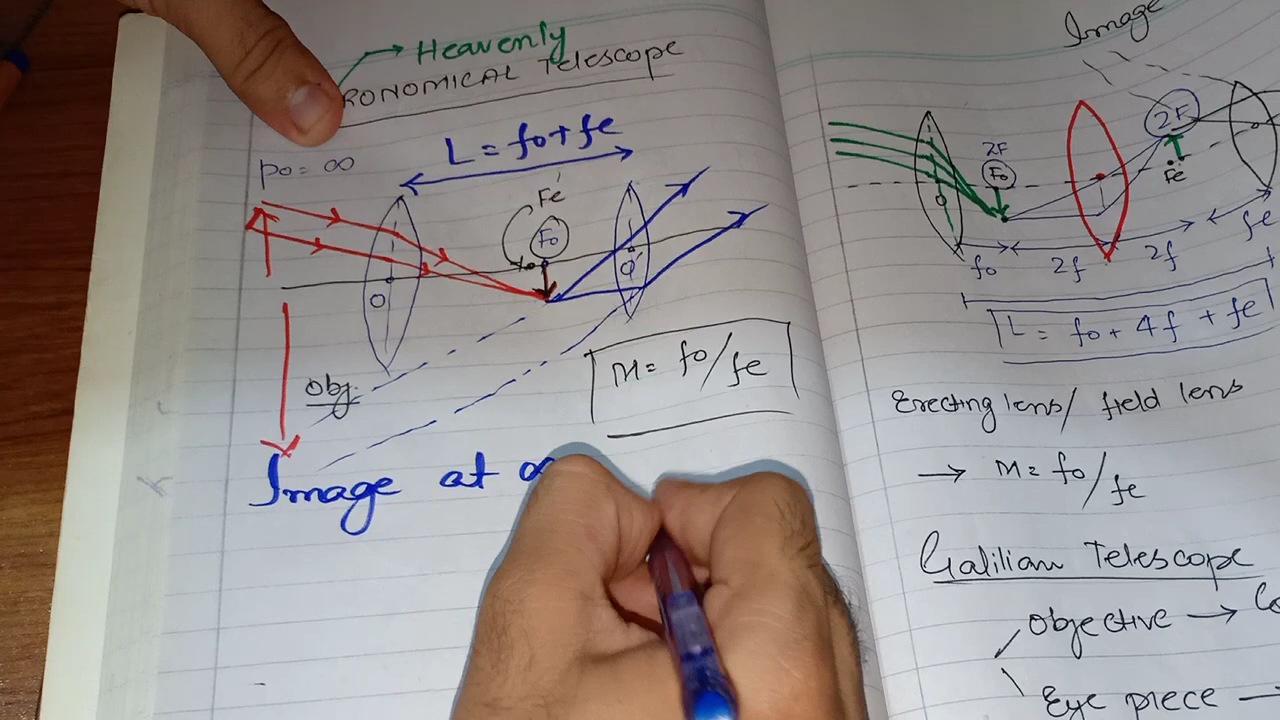 Heavenly
RONOMICAL Telescope
L = fo + fe
po = ∞
Fe
Fo
O
O'
Obj.
M = fo/fe
Image at ∞
Image
2F
Fo
2F
Fe
O
fo
2f
2f
fe
L = fo + 4f + fe
Erecting lens/ field lens
→ M = fo/fe
Galilian Telescope
Objective →
Eye piece →